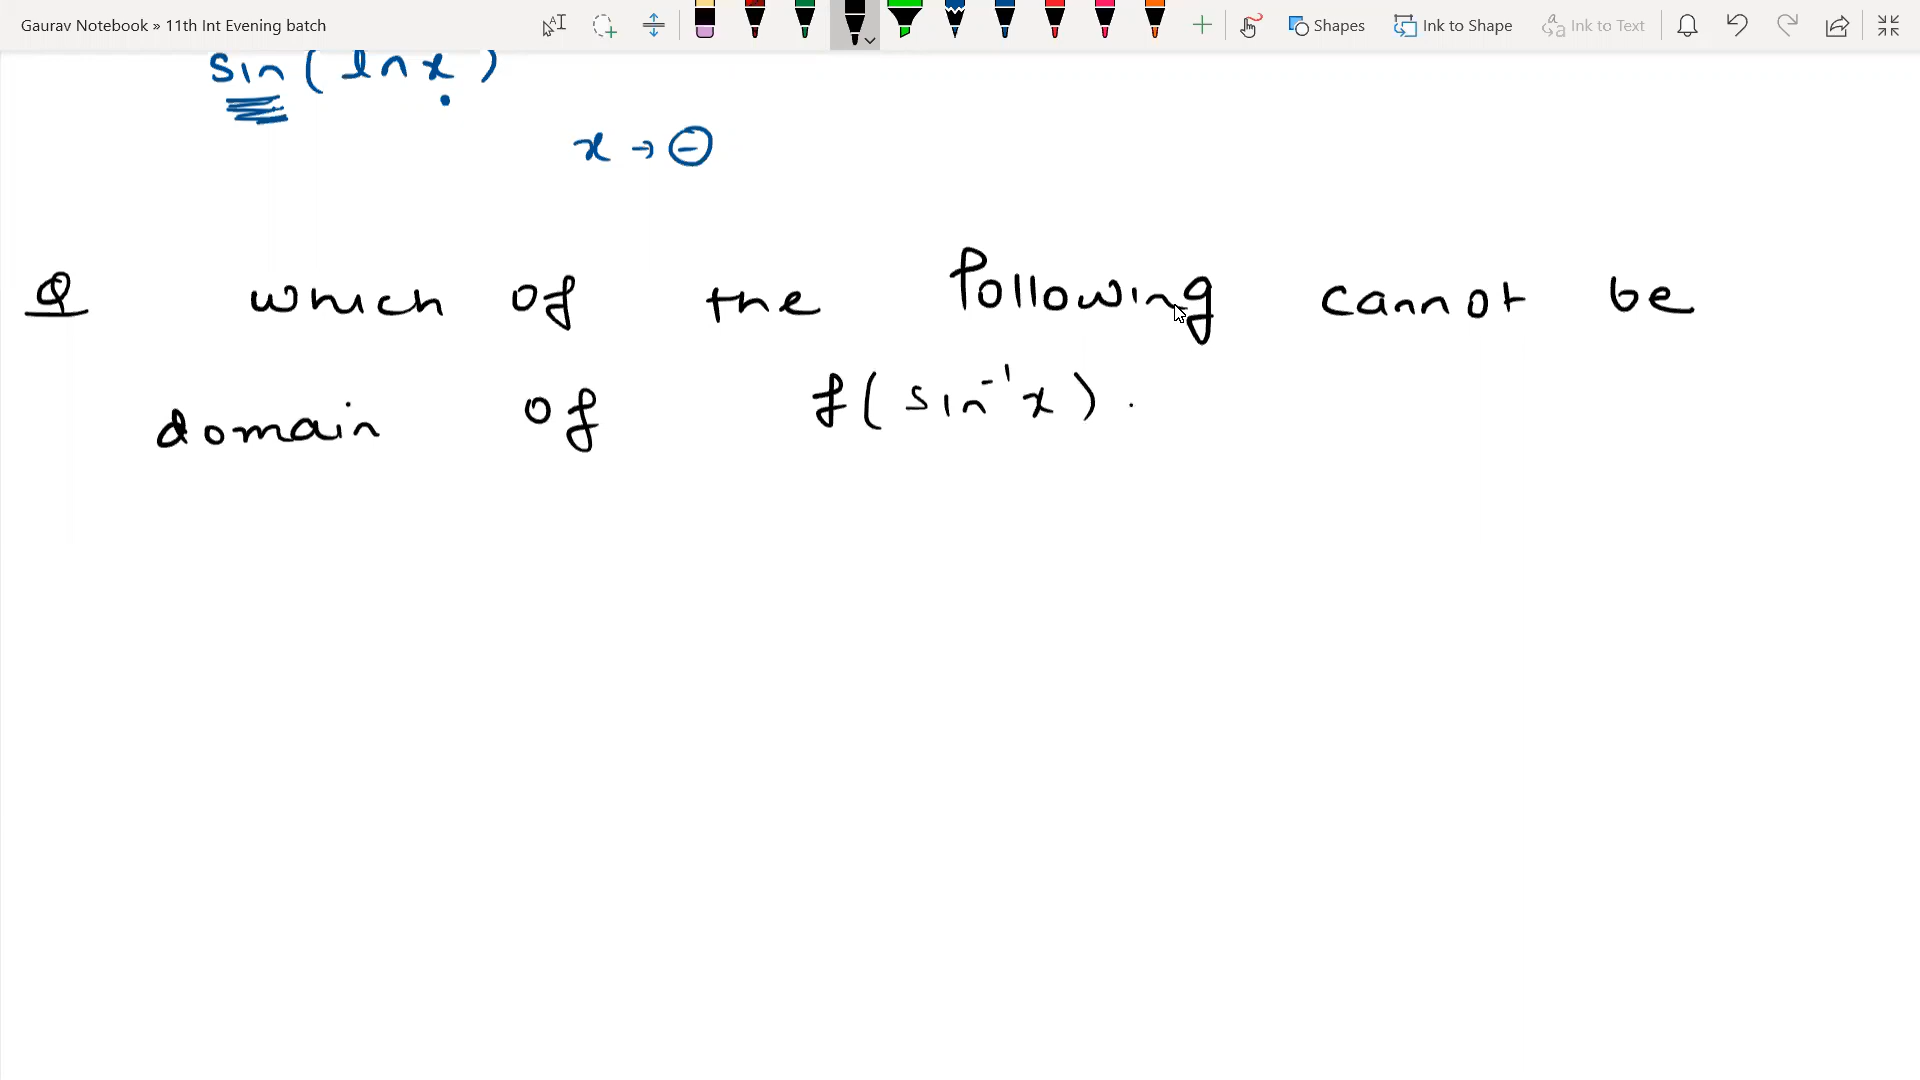 Gaurav Notebook » 11th Int Evening batch
Shapes
Ink to Shape
Ink to Text
sin ( ln x )
x → ⊖
Q which of the following cannot be
domain of f( sin⁻¹x ) .